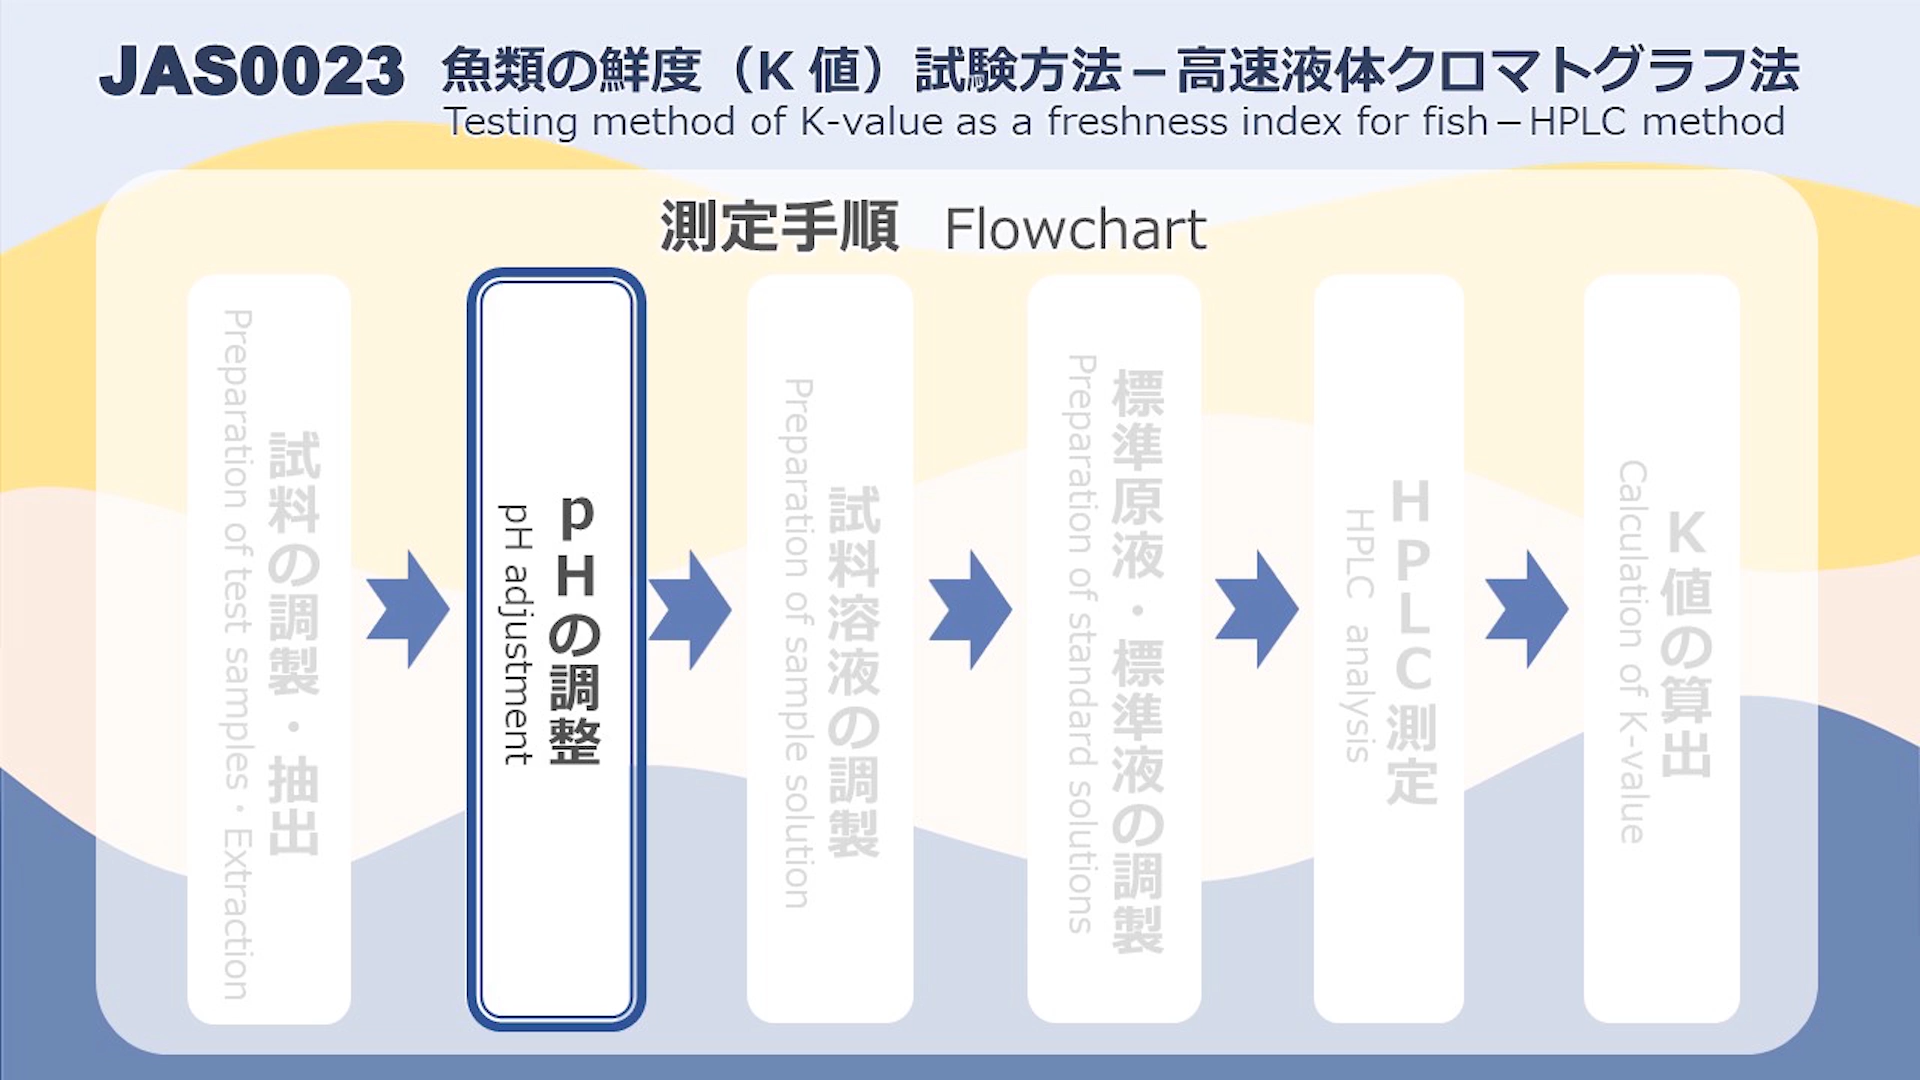 JAS0023 魚類の鮮度（K 値）試験方法－高速液体クロマトグラフ法
Testing method of K-value as a freshness index for fish－HPLC method
測定手順 Flowchart
試料の調製・抽出
Preparation of test samples・Extraction
pHの調整
pH adjustment
試料溶液の調製
Preparation of sample solution
標準原液・標準液の調製
Preparation of standard solutions
HPLC測定
HPLC analysis
K値の算出
Calculation of K-value